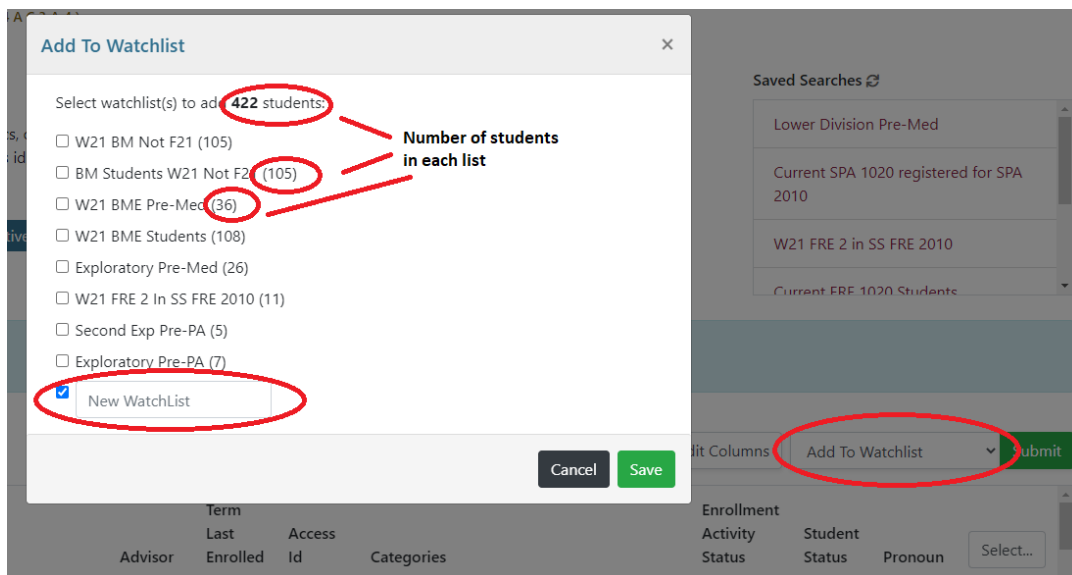 Add To Watchlist
×
Select watchlist(s) to add 422 students:
W21 BM Not F21 (105)
BM Students W21 Not F21 (105)
W21 BME Pre-Med (36)
W21 BME Students (108)
Exploratory Pre-Med (26)
W21 FRE 2 In SS FRE 2010 (11)
Second Exp Pre-PA (5)
Exploratory Pre-PA (7)
New WatchList
Cancel
Save
Number of students
in each list
Saved Searches
Lower Division Pre-Med
Current SPA 1020 registered for SPA
2010
W21 FRE 2 in SS FRE 2010
Current FRE 1020 Students
dit Columns
Add To Watchlist
Submit
Advisor
Term
Last
Enrolled
Access
Id
Categories
Enrollment
Activity
Status
Student
Status
Pronoun
Select...